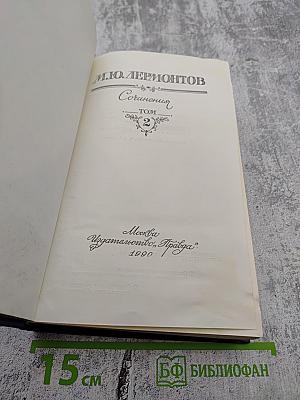 М.Ю.ЛЕРМОНТОВ
Сочинения
ТОМ
2
Москва
Издательство „Правда“
1990
15 см
БФ БИБЛИОФАН